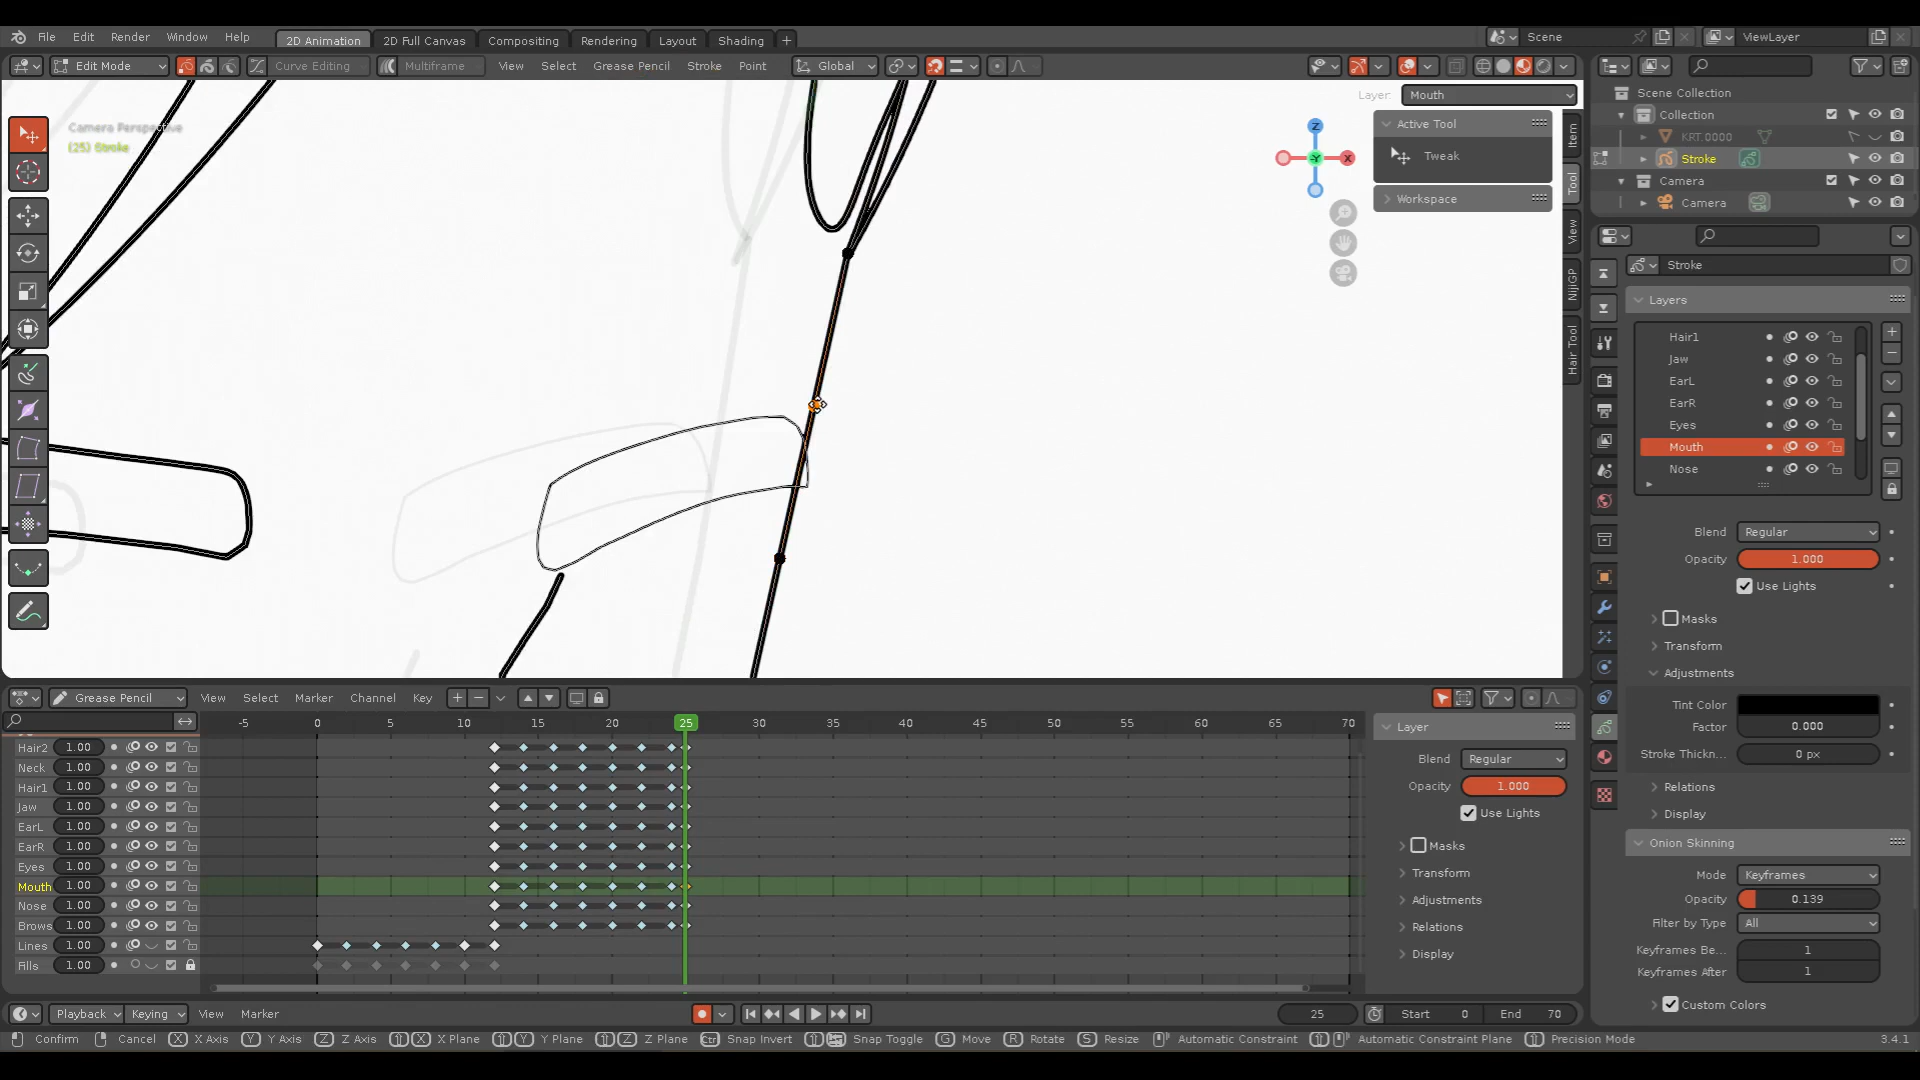 File Edit Render Window Help 2D Animation 2D Full Canvas Compositing Rendering Layout Shading + Scene ViewLayer
Edit Mode Curve Editing Multiframe View Select Grease Pencil Stroke Point Global
Layer: Mouth
Camera Perspective
(25) Stroke
Z
-Y
X
Active Tool
Tweak
Workspace
Item
Tool
View
NijiGP
Hair Tool
Scene Collection
Collection
KRT.0000
Stroke
Camera
Camera
Stroke
Layers
Hair1
Jaw
EarL
EarR
Eyes
Mouth
Nose
Blend Regular
Opacity 1.000
Use Lights
Masks
Transform
Adjustments
Tint Color
Factor 0.000
Stroke Thickn... 0 px
Relations
Display
Onion Skinning
Mode Keyframes
Opacity 0.139
Filter by Type All
Keyframes Be... 1
Keyframes After 1
Custom Colors
Grease Pencil View Select Marker Channel Key
-5 0 5 10 15 20 25 30 35 40 45 50 55 60 65 70
Hair2 1.00
Neck 1.00
Hair1 1.00
Jaw 1.00
EarL 1.00
EarR 1.00
Eyes 1.00
Mouth 1.00
Nose 1.00
Brows 1.00
Lines 1.00
Fills 1.00
Layer
Blend Regular
Opacity 1.000
Use Lights
Masks
Transform
Adjustments
Relations
Display
Playback Keying View Marker 25 Start 0 End 70
Confirm Cancel X X Axis Y Y Axis Z Z Axis X X Plane Y Y Plane Z Z Plane Ctrl Snap Invert Snap Toggle G Move R Rotate S Resize Automatic Constraint Automatic Constraint Plane Precision Mode 3.4.1